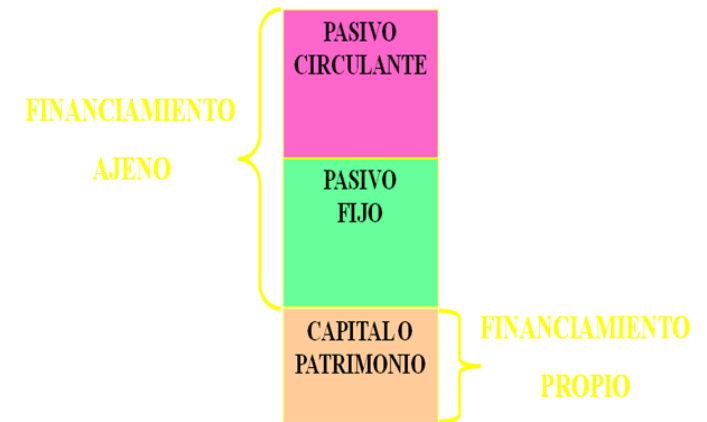 PASIVO
CIRCULANTE
FINANCIAMIENTO
AJENO
PASIVO
FIJO
CAPITAL O
PATRIMONIO
FINANCIAMIENTO
PROPIO